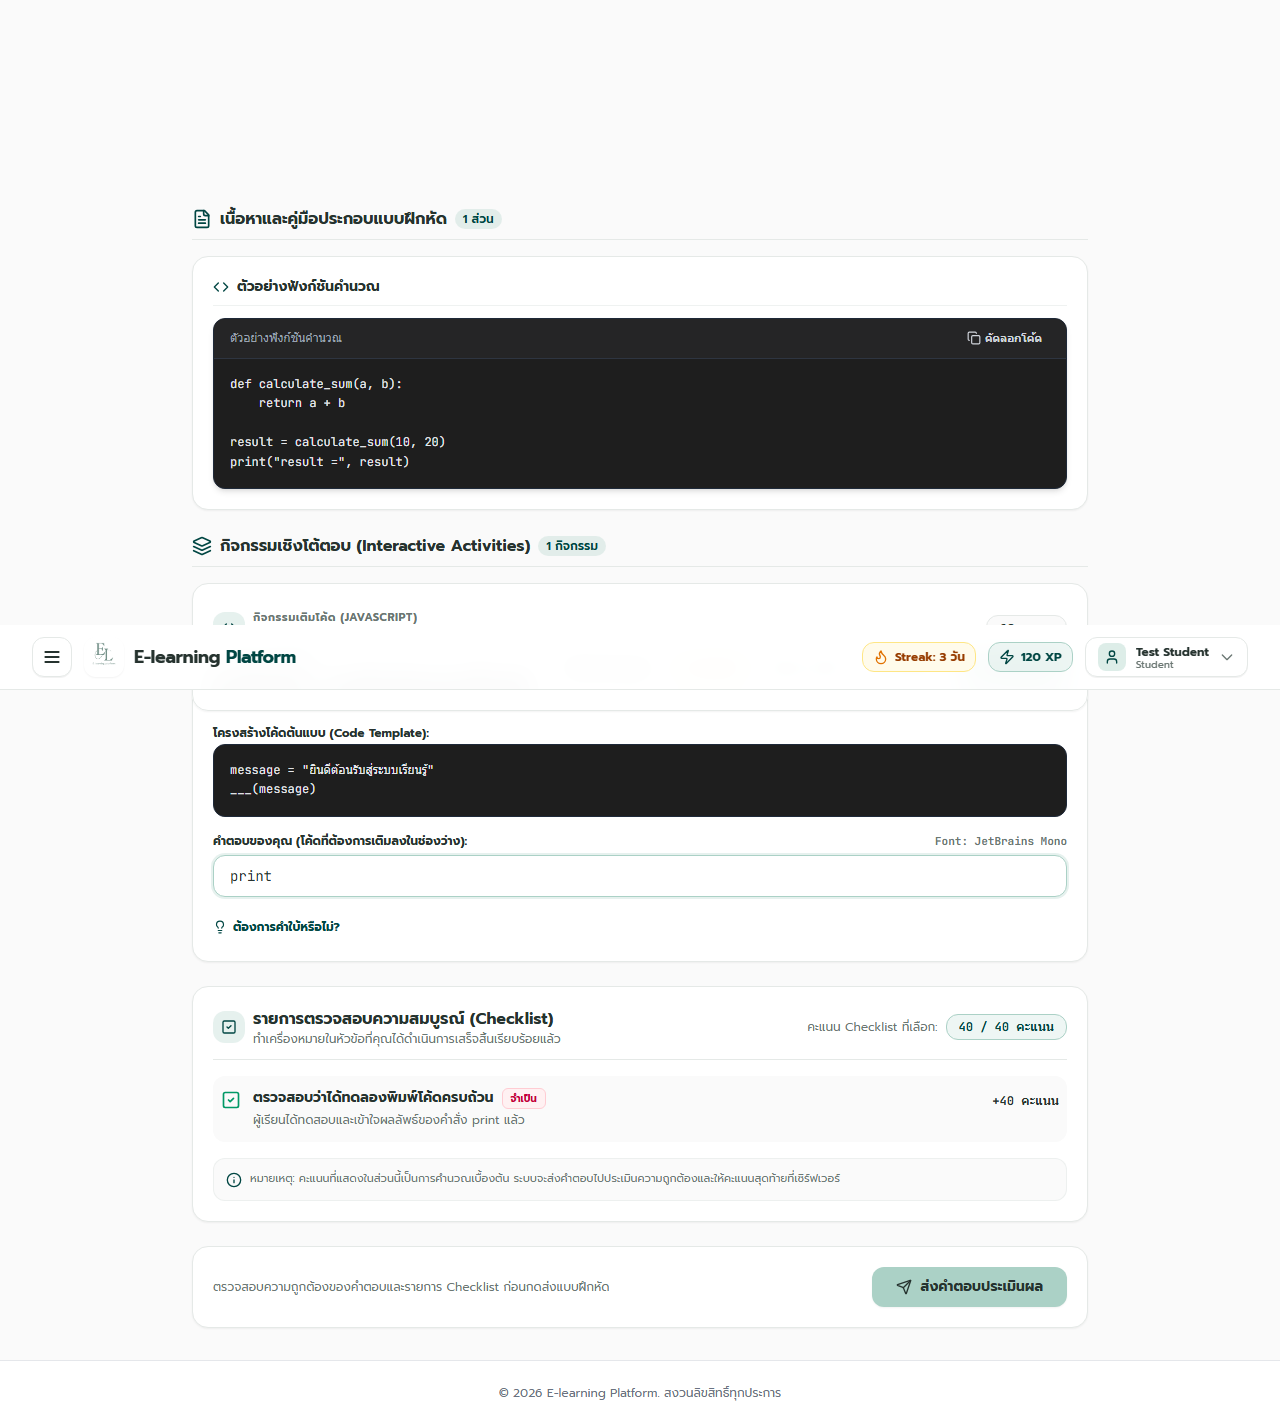 เนื้อหาและคู่มือประกอบแบบฝึกหัด 1 ส่วน
ตัวอย่างฟังก์ชันคำนวณ
ตัวอย่างฟังก์ชันคำนวณ คัดลอกโค้ด
def calculate_sum(a, b):
    return a + b
result = calculate_sum(10, 20)
print("result =", result)
กิจกรรมเชิงโต้ตอบ (Interactive Activities) 1 กิจกรรม
กิจกรรมเติมโค้ด (JAVASCRIPT)
EL E-learning Platform Streak: 3 วัน 120 XP Test Student
Student
โครงสร้างโค้ดต้นแบบ (Code Template):
message = "ยินดีต้อนรับสู่ระบบเรียนรู้"
___(message)
คำตอบของคุณ (โค้ดที่ต้องการเติมลงในช่องว่าง): Font: JetBrains Mono
print
ต้องการคำใบ้หรือไม่?
รายการตรวจสอบความสมบูรณ์ (Checklist)
ทำเครื่องหมายในหัวข้อที่คุณได้ดำเนินการเสร็จสิ้นเรียบร้อยแล้ว
คะแนน Checklist ที่เลือก: 40 / 40 คะแนน
ตรวจสอบว่าได้ทดลองพิมพ์โค้ดครบถ้วน จำเป็น +40 คะแนน
ผู้เรียนได้ทดสอบและเข้าใจผลลัพธ์ของคำสั่ง print แล้ว
หมายเหตุ: คะแนนที่แสดงในส่วนนี้เป็นการคำนวณเบื้องต้น ระบบจะส่งคำตอบไปประเมินความถูกต้องและให้คะแนนสุดท้ายที่เซิร์ฟเวอร์
ตรวจสอบความถูกต้องของคำตอบและรายการ Checklist ก่อนกดส่งแบบฝึกหัด ส่งคำตอบประเมินผล
© 2026 E-learning Platform. สงวนลิขสิทธิ์ทุกประการ